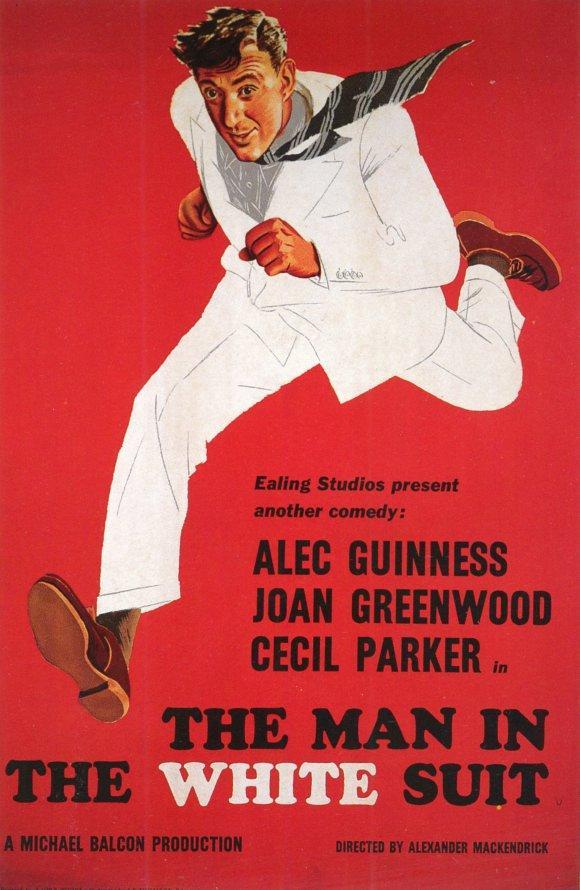 Ealing Studios present
another comedy:
ALEC GUINNESS
JOAN GREENWOOD
CECIL PARKER in
THE MAN IN
THE WHITE SUIT
A MICHAEL BALCON PRODUCTION
DIRECTED BY ALEXANDER MACKENDRICK